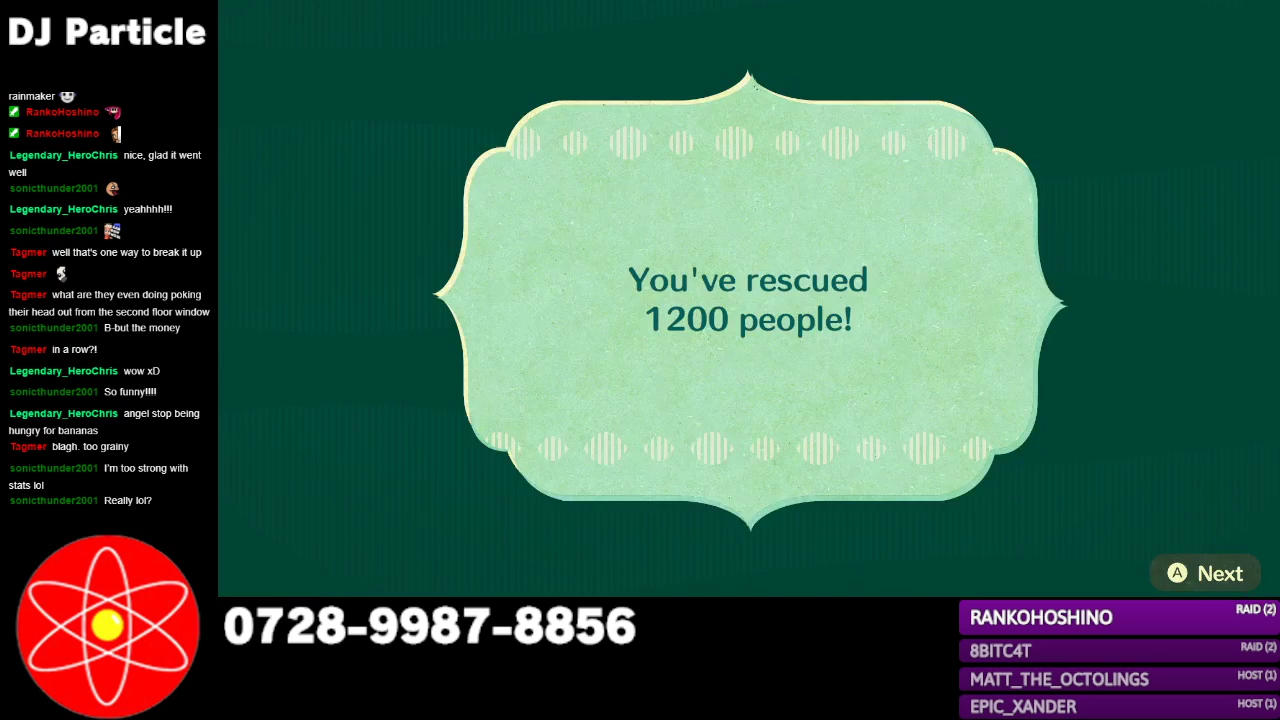 DJ Particle
rainmaker
RankoHoshino
RankoHoshino
Legendary_HeroChris nice, glad it went
well
sonicthunder2001
Legendary_HeroChris yeahhhh!!!
sonicthunder2001
Tagmer well that's one way to break it up
Tagmer
Tagmer what are they even doing poking
their head out from the second floor window
sonicthunder2001 B-but the money
Tagmer in a row?!
Legendary_HeroChris wow xD
sonicthunder2001 So funny!!!!
Legendary_HeroChris angel stop being
hungry for bananas
Tagmer blagh. too grainy
sonicthunder2001 I'm too strong with
stats lol
sonicthunder2001 Really lol?
You've rescued
1200 people!
A Next
0728-9987-8856
RANKOHOSHINO RAID (2)
8BITC4T RAID (2)
MATT_THE_OCTOLINGS HOST (1)
EPIC_XANDER HOST (1)